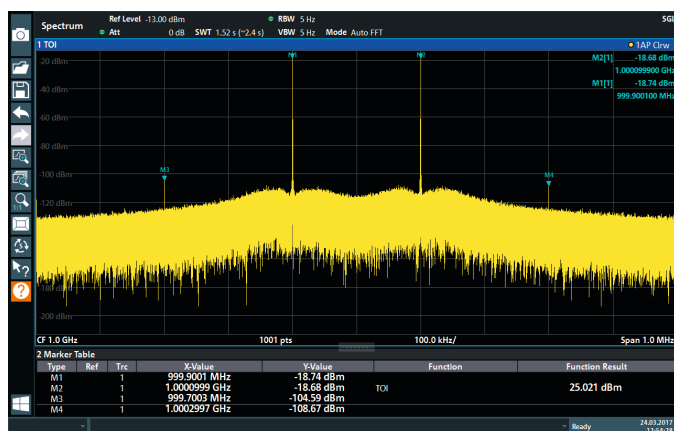 Spectrum
Ref Level -13.00 dBm
RBW 5 Hz
SGL
Att 0 dB SWT 1.52 s (~2.4 s) VBW 5 Hz Mode Auto FFT
1 TOI
1AP Clrw
M1
M2
M2[1] -18.68 dBm
1.000099900 GHz
M1[1] -18.74 dBm
999.900100 MHz
-20 dBm
-40 dBm
-60 dBm
-80 dBm
-100 dBm
-120 dBm
-180 dBm
-200 dBm
M3
M4
1:1
CF 1.0 GHz 1001 pts 100.0 kHz/ Span 1.0 MHz
2 Marker Table
Type Ref Trc X-Value Y-Value Function Function Result
M1 1 999.9001 MHz -18.74 dBm
M2 1 1.0000999 GHz -18.68 dBm TOI 25.021 dBm
M3 1 999.7003 MHz -104.59 dBm
M4 1 1.0002997 GHz -108.67 dBm
Ready
24.03.2017